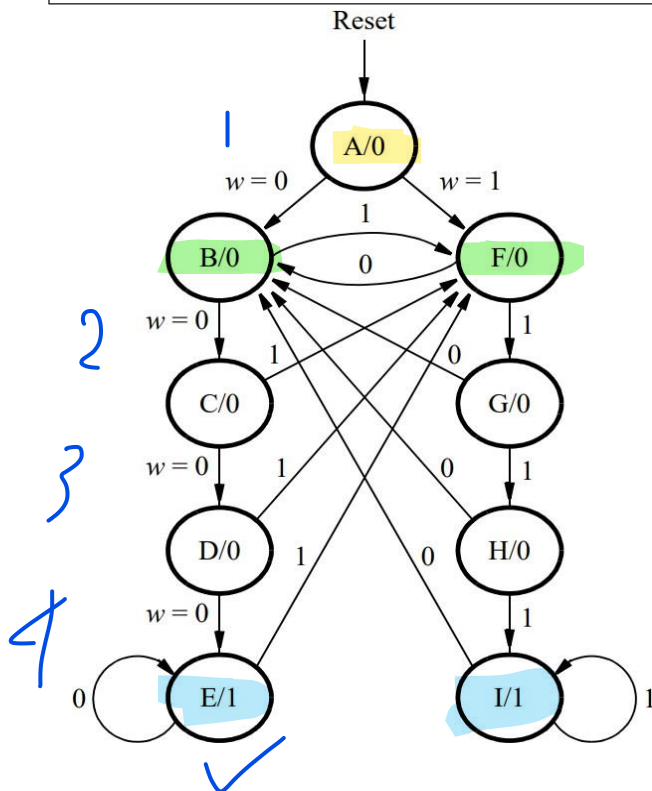 Reset
1
A/0
w = 0
w = 1
1
B/0
0
F/0
w = 0
1
2
1
0
C/0
G/0
w = 0
1
3
1
0
D/0
H/0
w = 0
1
0
1
4
0
E/1
I/1
1